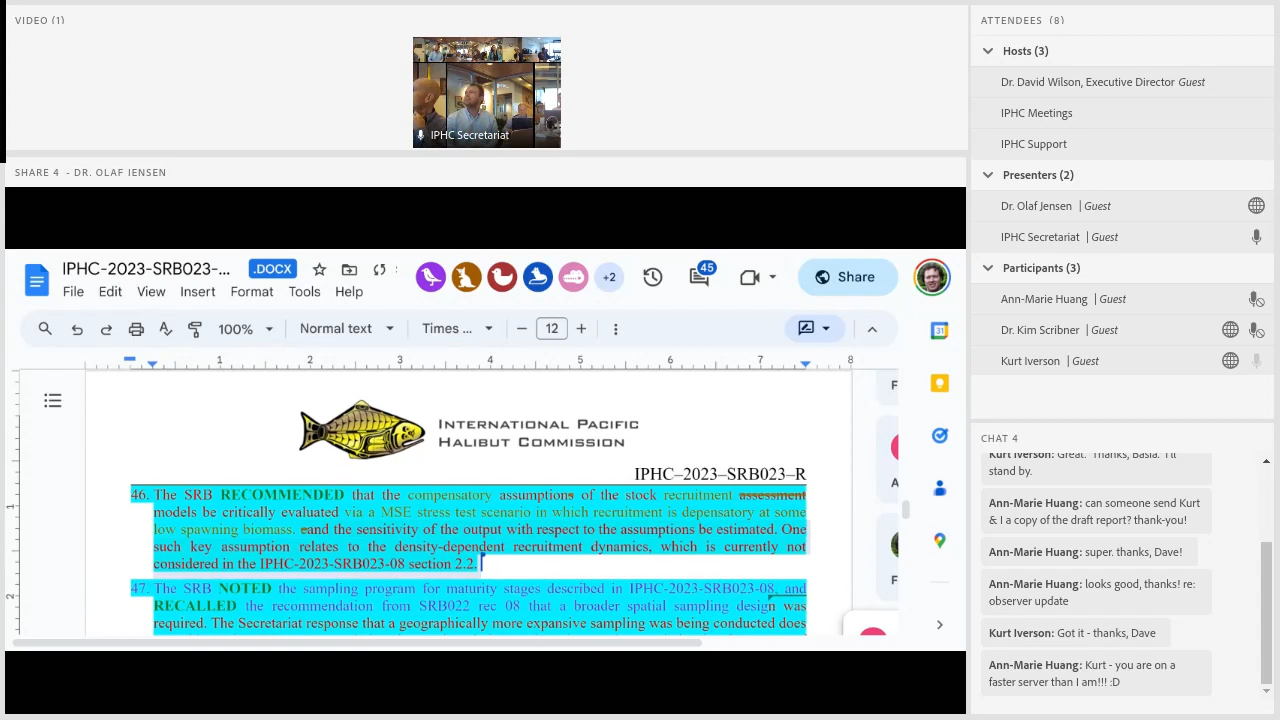 VIDEO (1)
IPHC Secretariat
SHARE 4 - DR. OLAF JENSEN
IPHC-2023-SRB023-...
.DOCX
+2
45
Share
File
Edit
View
Insert
Format
Tools
Help
100%
Normal text
Times ...
12
1 2 3 4 5 6 7 8
INTERNATIONAL PACIFIC
HALIBUT COMMISSION
IPHC–2023–SRB023–R
46. The SRB RECOMMENDED that the compensatory assumptions of the stock recruitment assessment
models be critically evaluated via a MSE stress test scenario in which recruitment is depensatory at some
low spawning biomass. eand the sensitivity of the output with respect to the assumptions be estimated. One
such key assumption relates to the density-dependent recruitment dynamics, which is currently not
considered in the IPHC-2023-SRB023-08 section 2.2.
47. The SRB NOTED the sampling program for maturity stages described in IPHC-2023-SRB023-08, and
RECALLED the recommendation from SRB022 rec 08 that a broader spatial sampling design was
required. The Secretariat response that a geographically more expansive sampling was being conducted does
1
2
F
A
F
31
ATTENDEES (8)
Hosts (3)
Dr. David Wilson, Executive Director Guest
IPHC Meetings
IPHC Support
Presenters (2)
Dr. Olaf Jensen | Guest
IPHC Secretariat | Guest
Participants (3)
Ann-Marie Huang | Guest
Dr. Kim Scribner | Guest
Kurt Iverson | Guest
CHAT 4
Kurt Iverson: Great. Thanks, Basia. I'll
stand by.
Ann-Marie Huang: can someone send Kurt
& I a copy of the draft report? thank-you!
Ann-Marie Huang: super. thanks, Dave!
Ann-Marie Huang: looks good, thanks! re:
observer update
Kurt Iverson: Got it - thanks, Dave
Ann-Marie Huang: Kurt - you are on a
faster server than I am!!! :D